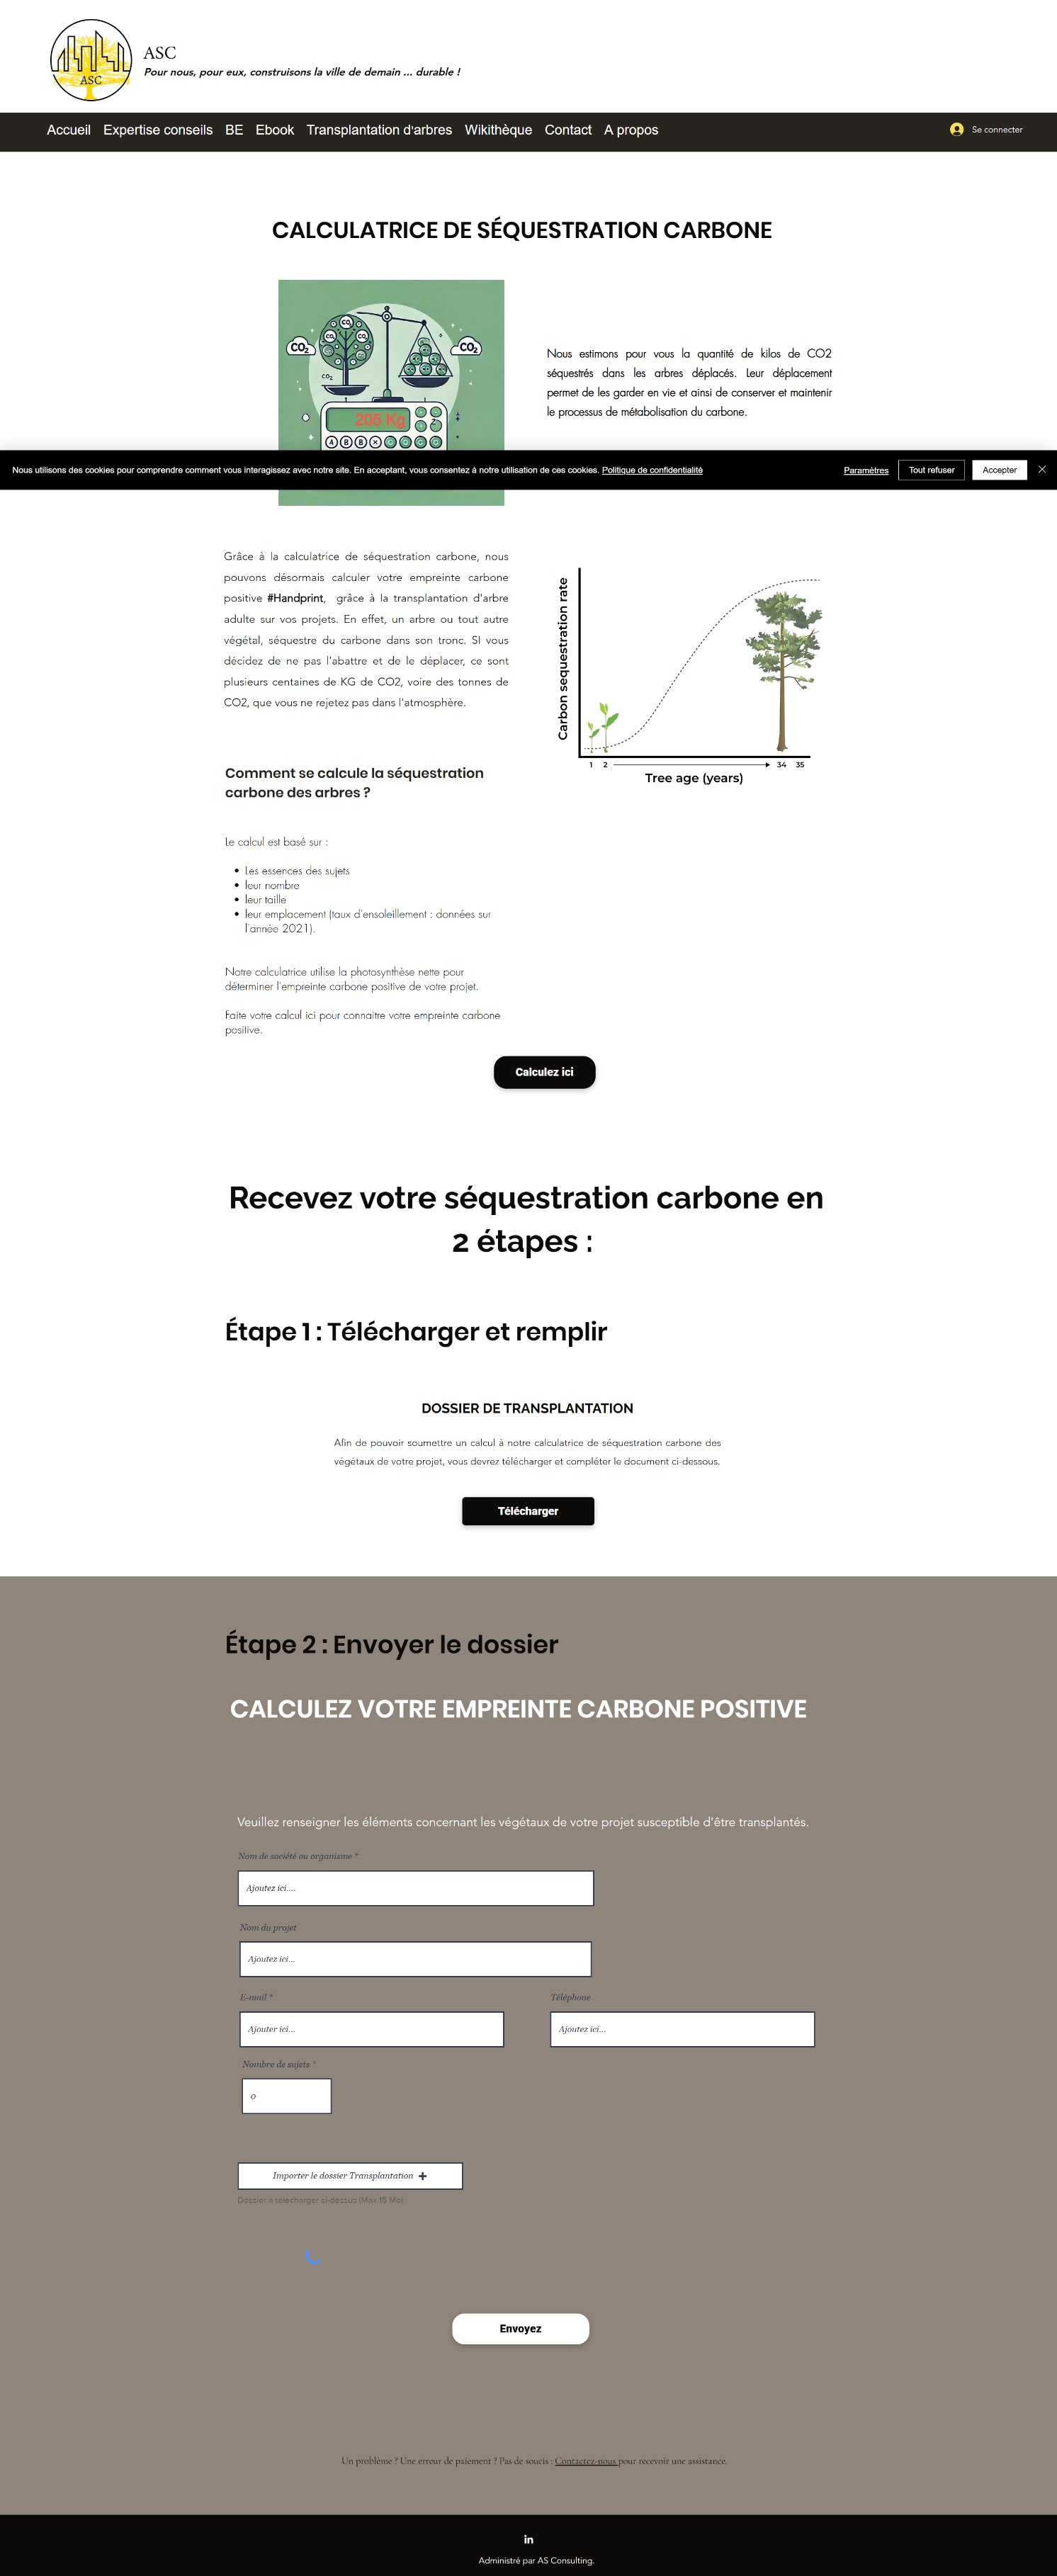 ASC
ASC
Pour nous, pour eux, construisons la ville de demain ... durable !
Accueil Expertise conseils BE Ebook Transplantation d'arbres Wikithèque Contact A propos
Se connecter
CALCULATRICE DE SÉQUESTRATION CARBONE
CO2
CO2
CO2
205 Kg
Nous estimons pour vous la quantité de kilos de CO2
séquestrés dans les arbres déplacés. Leur déplacement
permet de les garder en vie et ainsi de conserver et maintenir
le processus de métabolisation du carbone.
Nous utilisons des cookies pour comprendre comment vous interagissez avec notre site. En acceptant, vous consentez à notre utilisation de ces cookies. Politique de confidentialité
Paramètres
Tout refuser
Accepter
Grâce à la calculatrice de séquestration carbone, nous
pouvons désormais calculer votre empreinte carbone
positive #Handprint, grâce à la transplantation d'arbre
adulte sur vos projets. En effet, un arbre ou tout autre
végétal, séquestre du carbone dans son tronc. SI vous
décidez de ne pas l'abattre et de le déplacer, ce sont
plusieurs centaines de KG de CO2, voire des tonnes de
CO2, que vous ne rejetez pas dans l'atmosphère.
Carbon sequestration rate
1 2 34 35
Tree age (years)
Comment se calcule la séquestration
carbone des arbres ?
Le calcul est basé sur :
Les essences des sujets
leur nombre
leur taille
leur emplacement (taux d'ensoleillement : données sur
l'année 2021).
Notre calculatrice utilise la photosynthèse nette pour
déterminer l'empreinte carbone positive de votre projet.
Faite votre calcul ici pour connaitre votre empreinte carbone
positive.
Calculez ici
Recevez votre séquestration carbone en
2 étapes :
Étape 1 : Télécharger et remplir
DOSSIER DE TRANSPLANTATION
Afin de pouvoir soumettre un calcul à notre calculatrice de séquestration carbone des
végétaux de votre projet, vous devrez télécharger et compléter le document ci-dessous.
Télécharger
Étape 2 : Envoyer le dossier
CALCULEZ VOTRE EMPREINTE CARBONE POSITIVE
Veuillez renseigner les éléments concernant les végétaux de votre projet susceptible d'être transplantés.
Nom de société ou organisme *
Ajoutez ici....
Nom du projet
Ajoutez ici...
E-mail *
Téléphone
Ajouter ici...
Ajoutez ici...
Nombre de sujets *
0
Importer le dossier Transplantation +
Dossier à télécharger ci-dessus (Max 15 Mo)
Envoyez
Un problème ? Une erreur de paiement ? Pas de soucis : Contactez-nous pour recevoir une assistance.
in
Administré par AS Consulting.